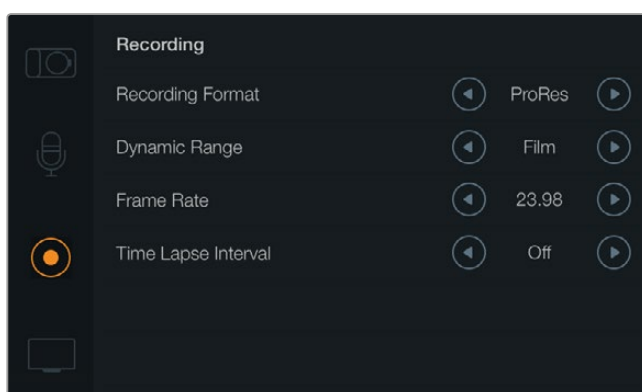 Recording
Recording Format ProRes
Dynamic Range Film
Frame Rate 23.98
Time Lapse Interval Off